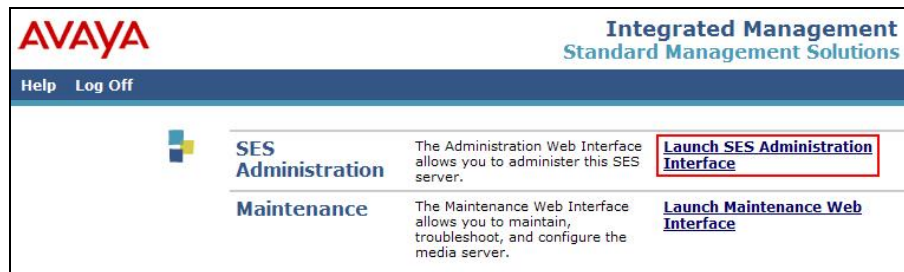 AVAYA
Integrated Management
Standard Management Solutions
Help Log Off
SES
Administration
The Administration Web Interface
allows you to administer this SES
server.
Launch SES Administration
Interface
Maintenance
The Maintenance Web Interface
allows you to maintain,
troubleshoot, and configure the
media server.
Launch Maintenance Web
Interface